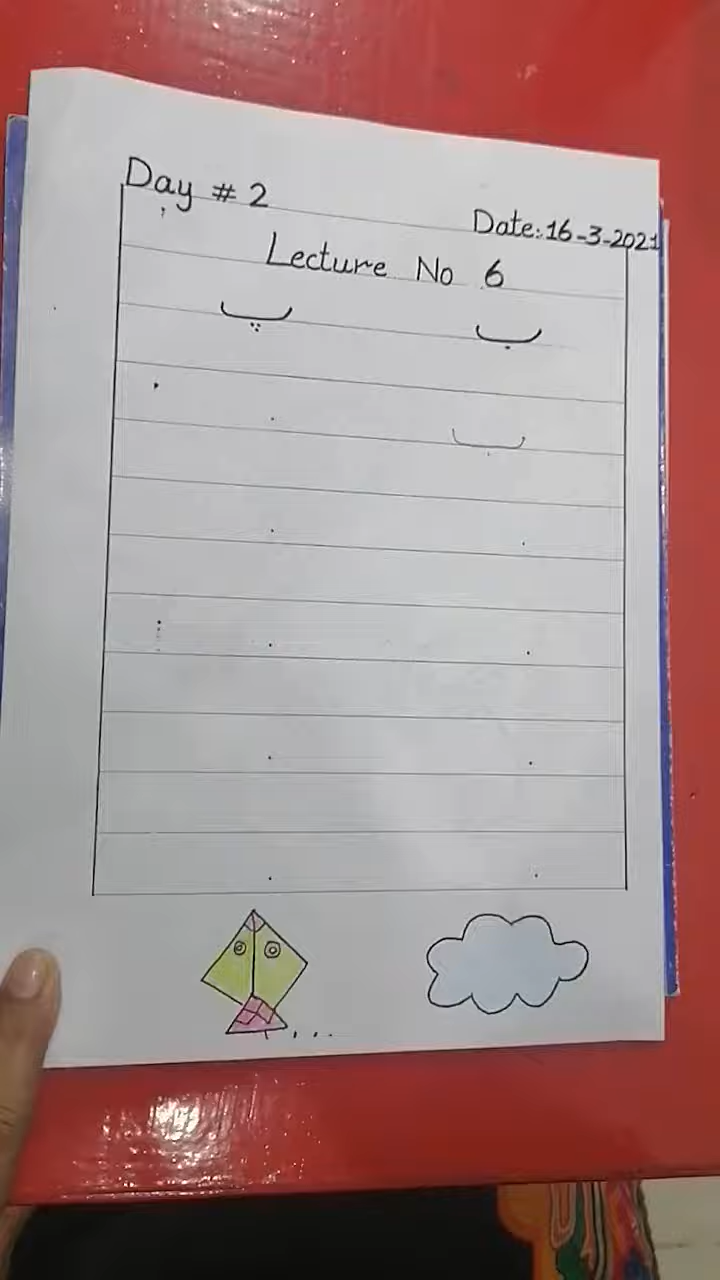 Day # 2
Date: 16-3-2021
Lecture No 6
ب پ
ب